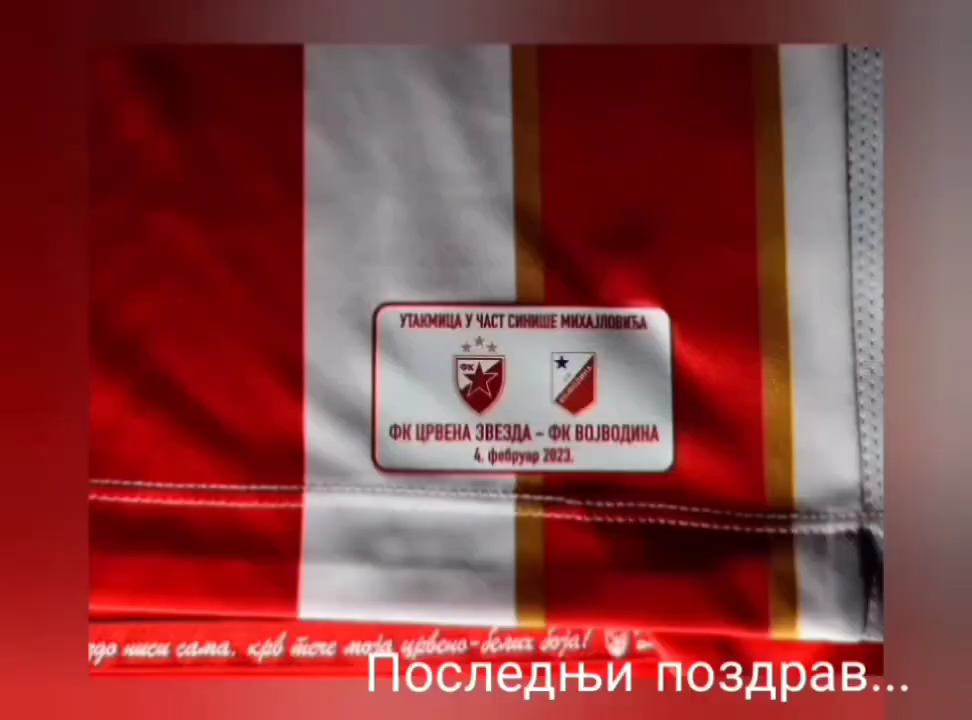 УТАКМИЦА У ЧАСТ СИНИШЕ МИХАЈЛОВИЋА
ФК
ВОЈВОДИНА
ФК ЦРВЕНА ЗВЕЗДА - ФК ВОЈВОДИНА
4. фебруар 2023.
ниси сама, крв тече моја црвено-белих боја!
Последњи поздрав...